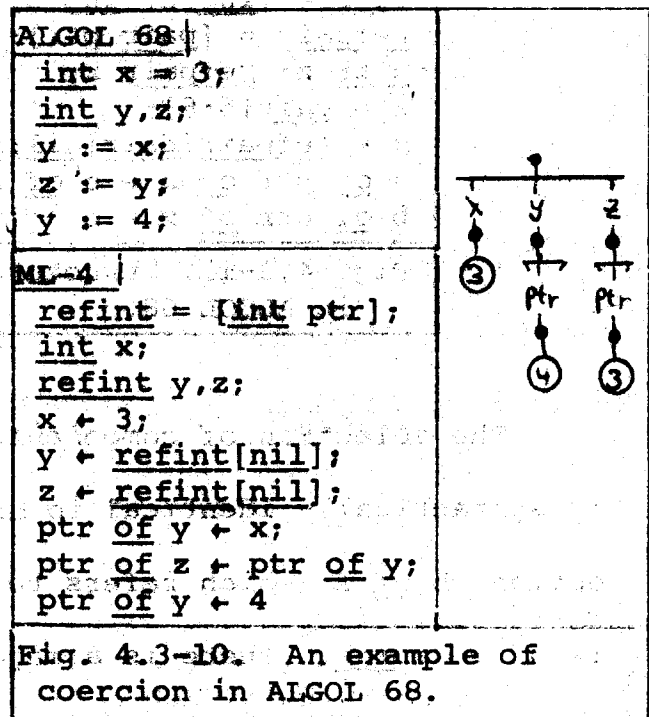 ALGOL 68
int x = 3;
int y,z;
y := x;
z := y;
y := 4;
x y z
3
ptr ptr
4 3
ML-4
refint = [int ptr];
int x;
refint y,z;
x ← 3;
y ← refint[nil];
z ← refint[nil];
ptr of y ← x;
ptr of z ← ptr of y;
ptr of y ← 4
Fig. 4.3-10. An example of
coercion in ALGOL 68.